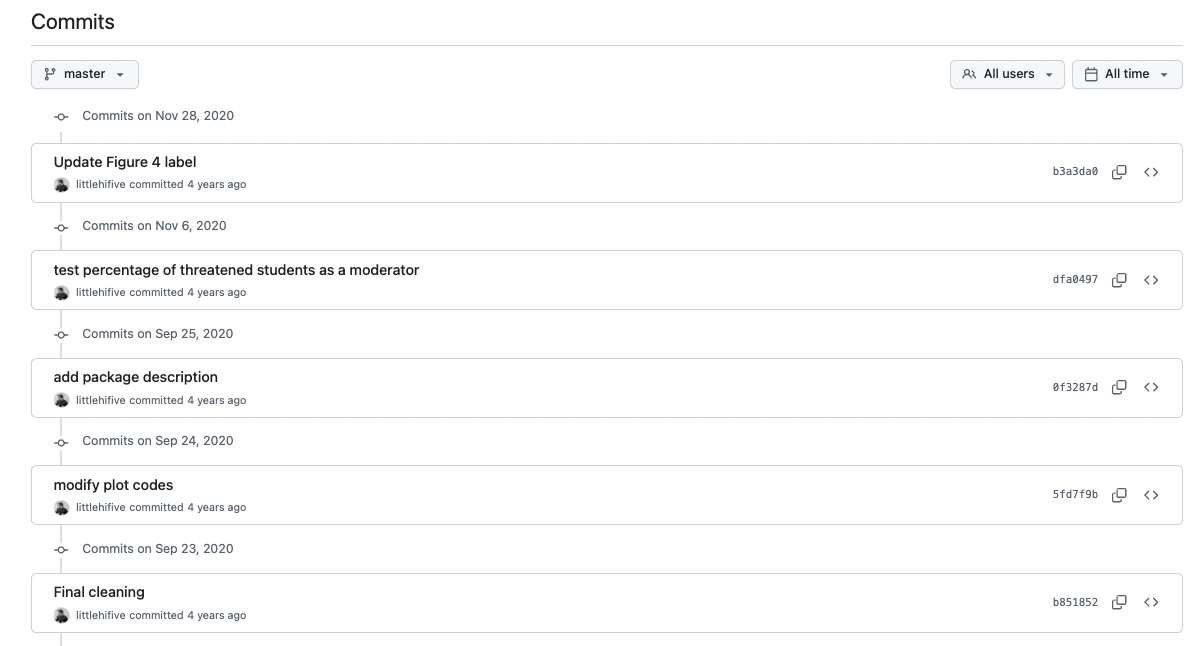 Commits
master
All users
All time
Commits on Nov 28, 2020
Update Figure 4 label
b3a3da0
littlehifive committed 4 years ago
Commits on Nov 6, 2020
test percentage of threatened students as a moderator
dfa0497
littlehifive committed 4 years ago
Commits on Sep 25, 2020
add package description
0f3287d
littlehifive committed 4 years ago
Commits on Sep 24, 2020
modify plot codes
5fd7f9b
littlehifive committed 4 years ago
Commits on Sep 23, 2020
Final cleaning
b851852
littlehifive committed 4 years ago